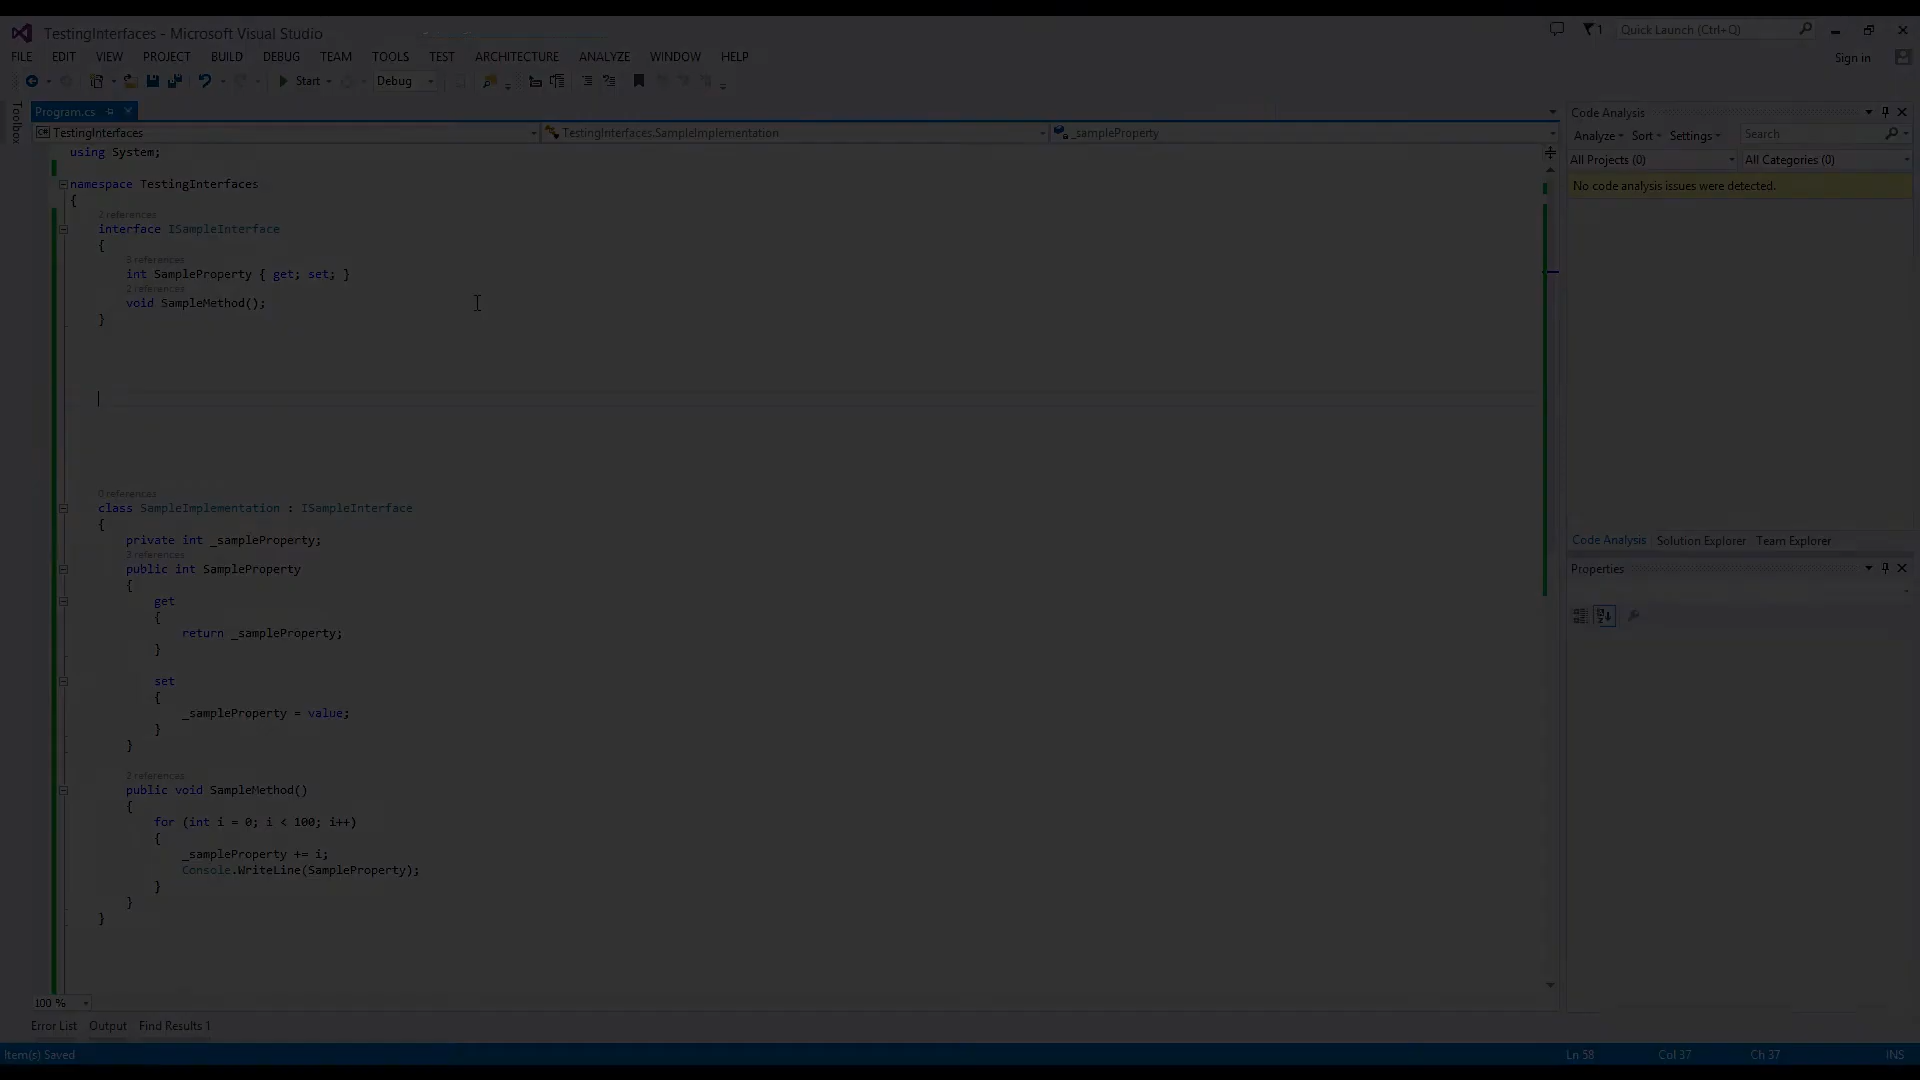 TestingInterfaces - Microsoft Visual Studio
1
Quick Launch (Ctrl+Q)
FILE EDIT VIEW PROJECT BUILD DEBUG TEAM TOOLS TEST ARCHITECTURE ANALYZE WINDOW HELP
Sign in
Start Debug
Toolbox
Program.cs
TestingInterfaces TestingInterfaces.SampleImplementation _sampleProperty
using System;
namespace TestingInterfaces
{
2 references
interface ISampleInterface
{
3 references
int SampleProperty { get; set; }
2 references
void SampleMethod();
}
0 references
class SampleImplementation : ISampleInterface
{
private int _sampleProperty;
3 references
public int SampleProperty
{
get
{
return _sampleProperty;
}
set
{
_sampleProperty = value;
}
}
2 references
public void SampleMethod()
{
for (int i = 0; i < 100; i++)
{
_sampleProperty += i;
Console.WriteLine(SampleProperty);
}
}
}
100 %
Code Analysis
Analyze Sort Settings Search
All Projects (0) All Categories (0)
No code analysis issues were detected.
Code Analysis Solution Explorer Team Explorer
Properties
Error List Output Find Results 1
Item(s) Saved Ln 58 Col 37 Ch 37 INS